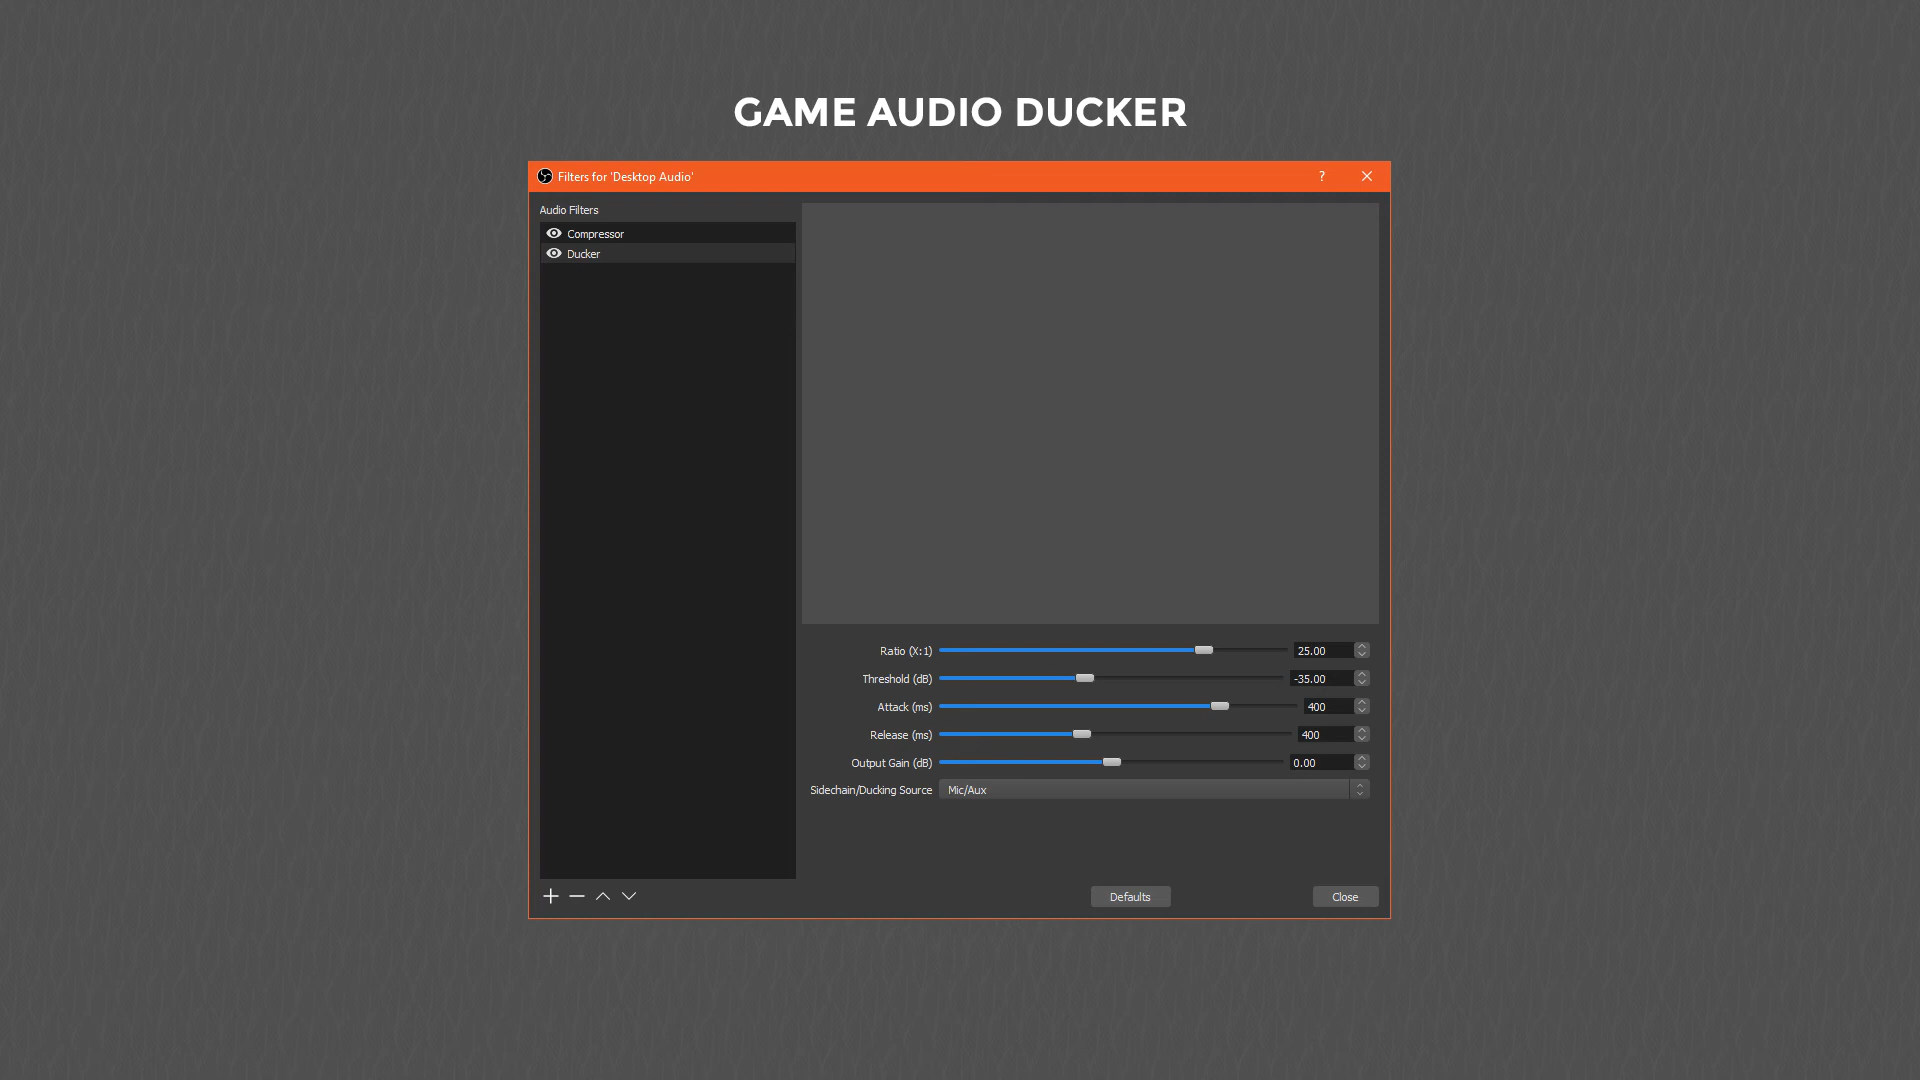 GAME AUDIO DUCKER
Filters for 'Desktop Audio'
?
Audio Filters
Compressor
Ducker
Ratio (X:1) 25.00
Threshold (dB) -35.00
Attack (ms) 400
Release (ms) 400
Output Gain (dB) 0.00
Sidechain/Ducking Source Mic/Aux
Defaults Close